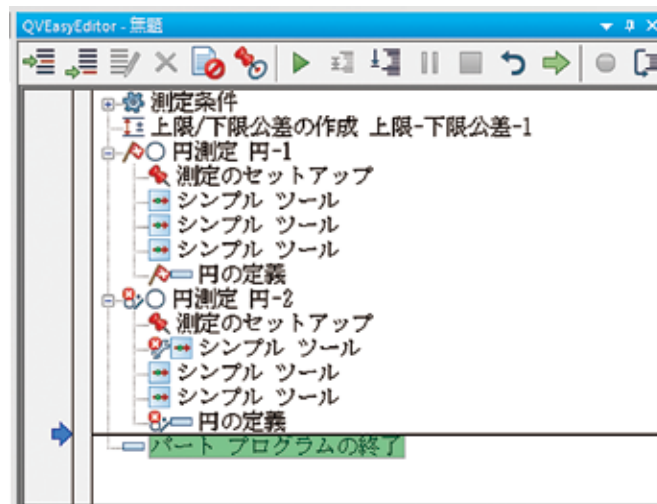 QVEasyEditor - 無題
測定条件
上限/下限公差の作成 上限-下限公差-1
円測定 円-1
測定のセットアップ
シンプル ツール
シンプル ツール
シンプル ツール
円の定義
円測定 円-2
測定のセットアップ
シンプル ツール
シンプル ツール
シンプル ツール
円の定義
パート プログラムの終了